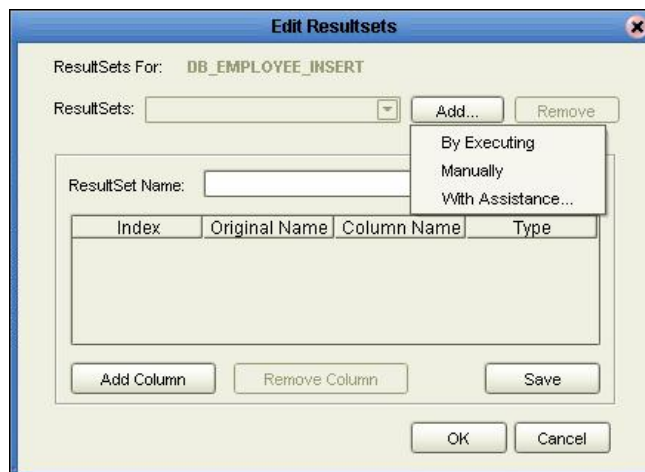 Edit Resultsets
ResultSets For: DB_EMPLOYEE_INSERT
ResultSets: Add... Remove
By Executing
Manually
With Assistance...
ResultSet Name:
Index Original Name Column Name Type
Add Column Remove Column Save
OK Cancel